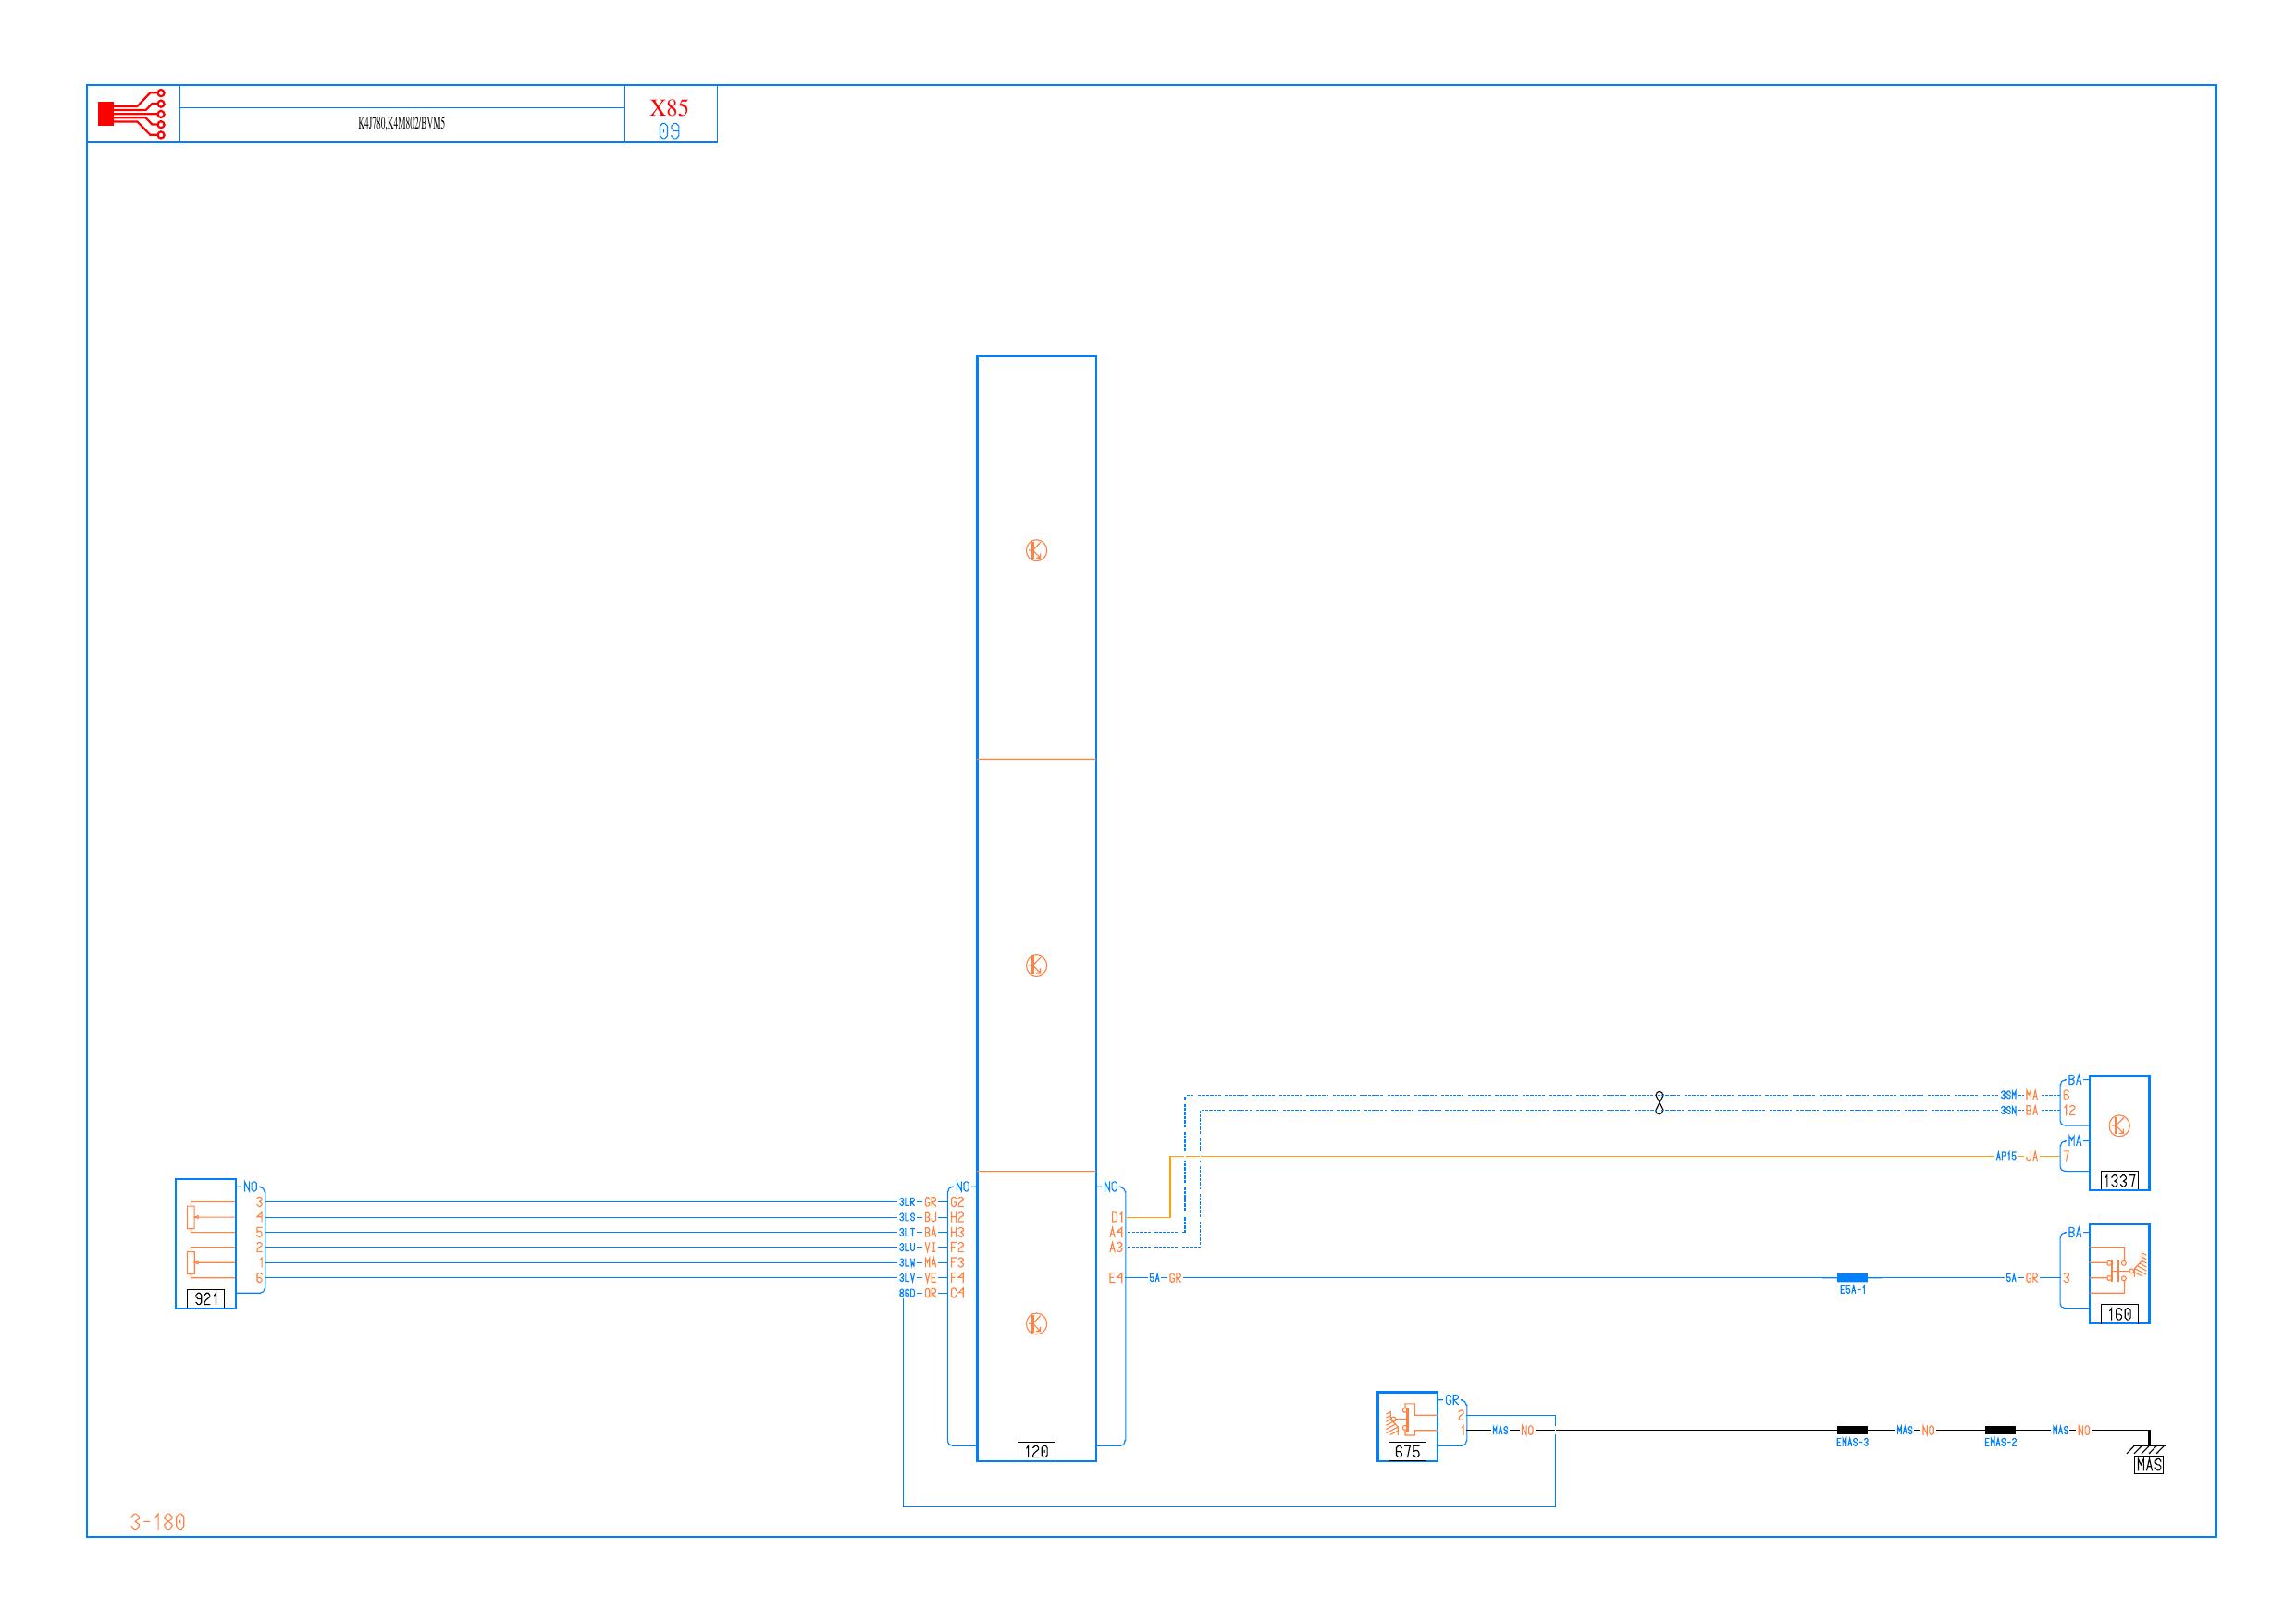 K4J780,K4M802/BVM5
X85
09
BA
3SM MA 6
3SN BA 12
MA
AP15 JA 7
1337
NO
3
4
5
2
1
6
921
NO
3LR GR G2
3LS BJ H2
3LT BA H3
3LU VI F2
3LW MA F3
3LV VE F4
86D OR C4
NO
D1
A4
A3
E4 5A GR
120
E5A-1
BA
5A GR 3
160
GR
2
1 MAS NO
675
EMAS-3
MAS NO
EMAS-2
MAS NO
MAS
3-180